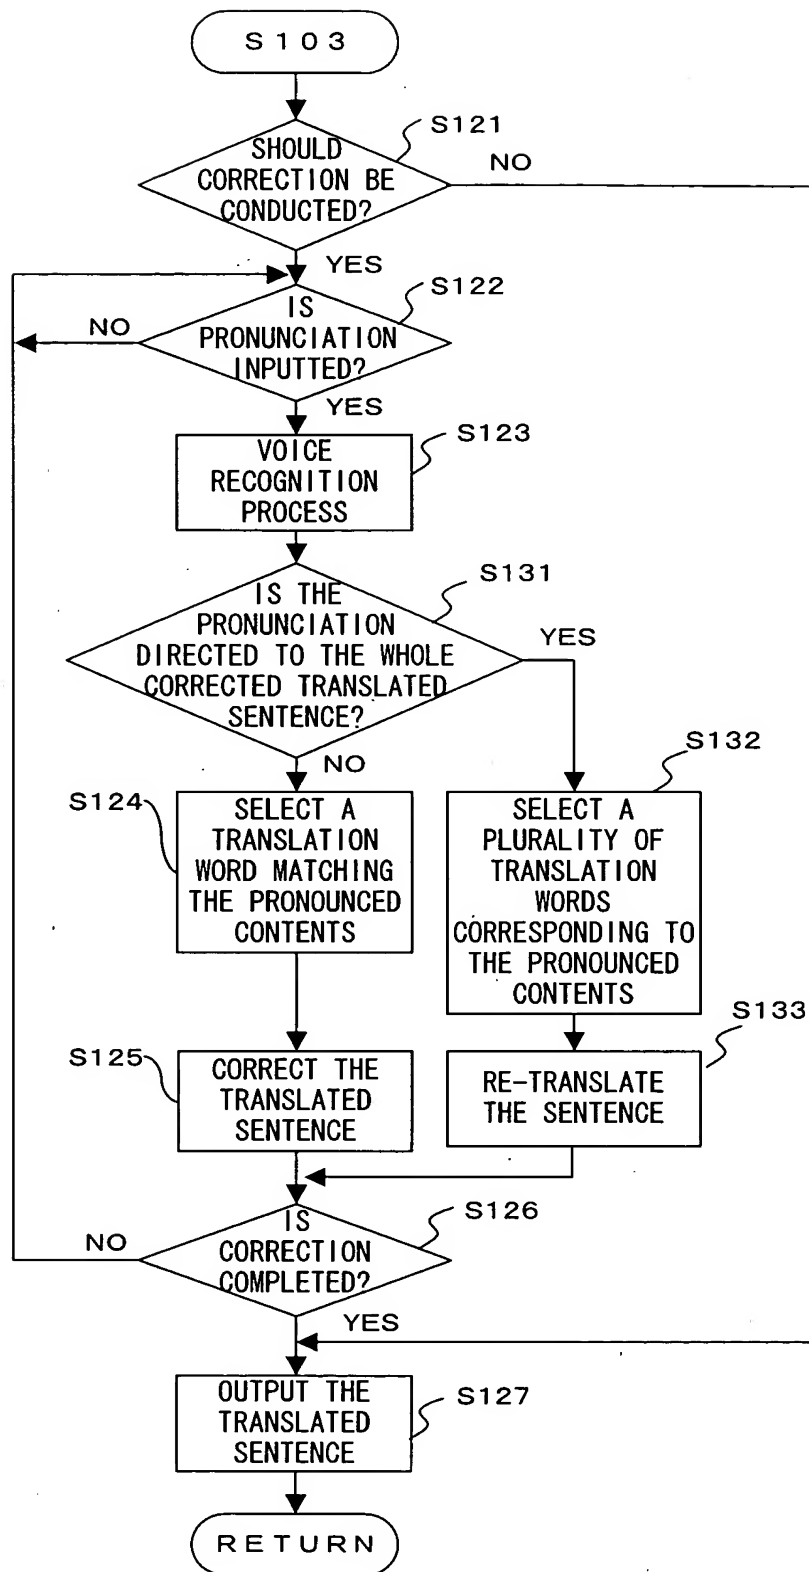 S103
S121
SHOULD
CORRECTION BE
CONDUCTED?
NO
YES
S122
IS
PRONUNCIATION
INPUTTED?
NO
YES
S123
VOICE
RECOGNITION
PROCESS
S131
IS THE
PRONUNCIATION
DIRECTED TO THE WHOLE
CORRECTED TRANSLATED
SENTENCE?
YES
NO
S124
SELECT A
TRANSLATION
WORD MATCHING
THE PRONOUNCED
CONTENTS
S132
SELECT A
PLURALITY OF
TRANSLATION
WORDS
CORRESPONDING TO
THE PRONOUNCED
CONTENTS
S125
CORRECT THE
TRANSLATED
SENTENCE
S133
RE-TRANSLATE
THE SENTENCE
S126
IS
CORRECTION
COMPLETED?
NO
YES
S127
OUTPUT THE
TRANSLATED
SENTENCE
RETURN